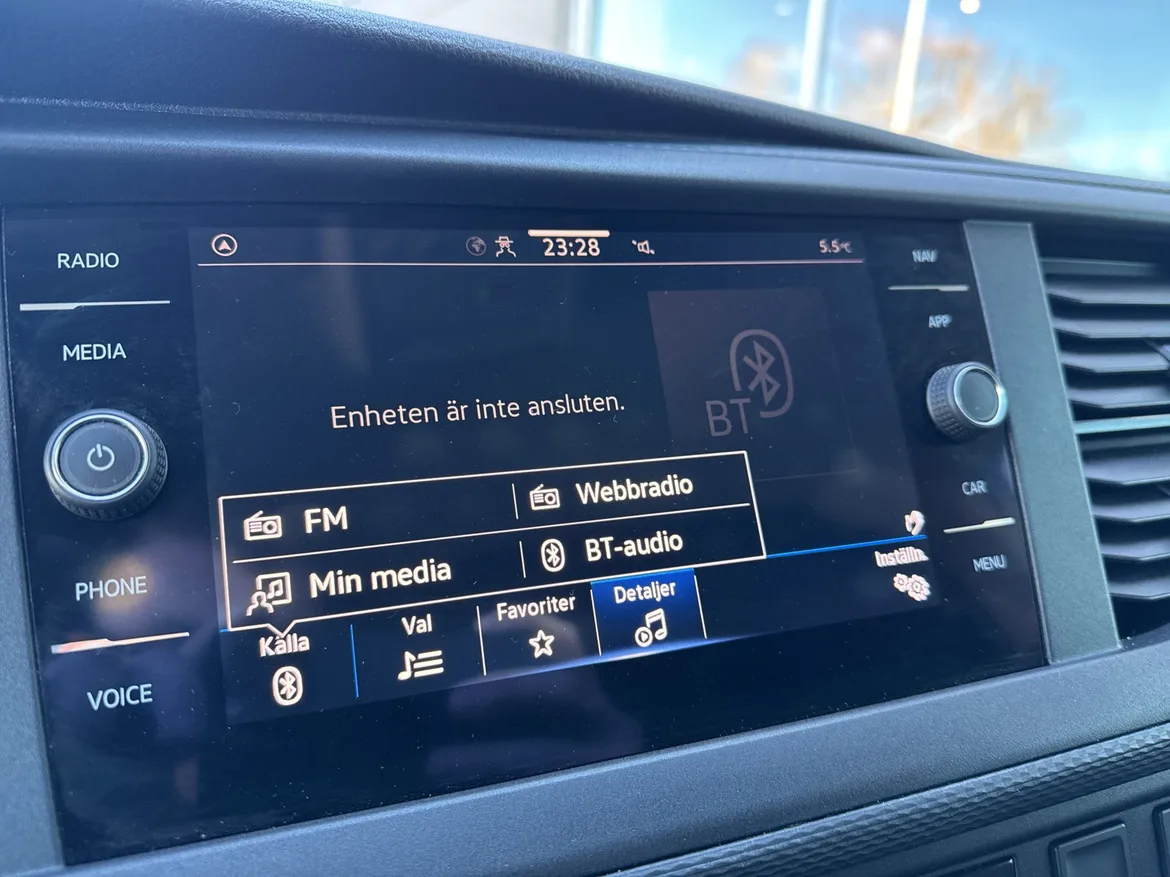 RADIO
MEDIA
PHONE
VOICE
23:28
5.5°C
Enheten är inte ansluten.
BT
FM
Webbradio
Min media
BT-audio
Källa
Val
Favoriter
Detaljer
Inställn.
NAV
APP
CAR
MENU